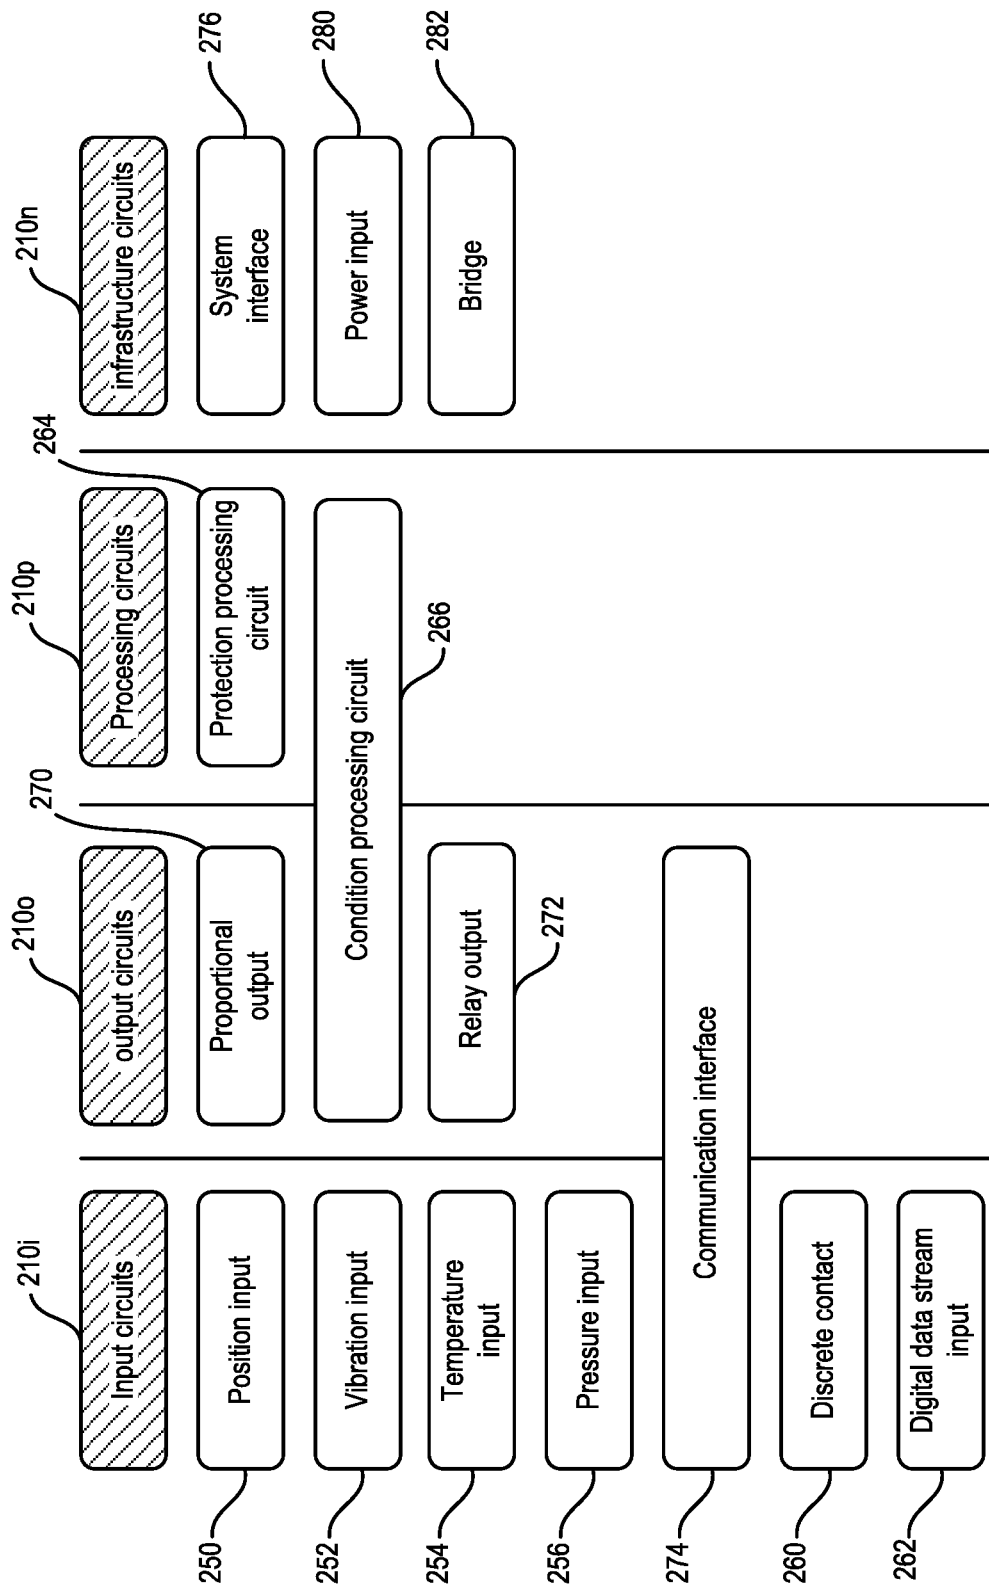 210i
Input circuits
250
Position input
252
Vibration input
254
Temperature
input
256
Pressure input
274
Communication interface
260
Discrete contact
262
Digital data stream
input
210o
output circuits
270
Proportional
output
Condition processing circuit
266
Relay output
272
210p
Processing circuits
264
Protection processing
circuit
210n
infrastructure circuits
276
System
interface
280
Power input
282
Bridge